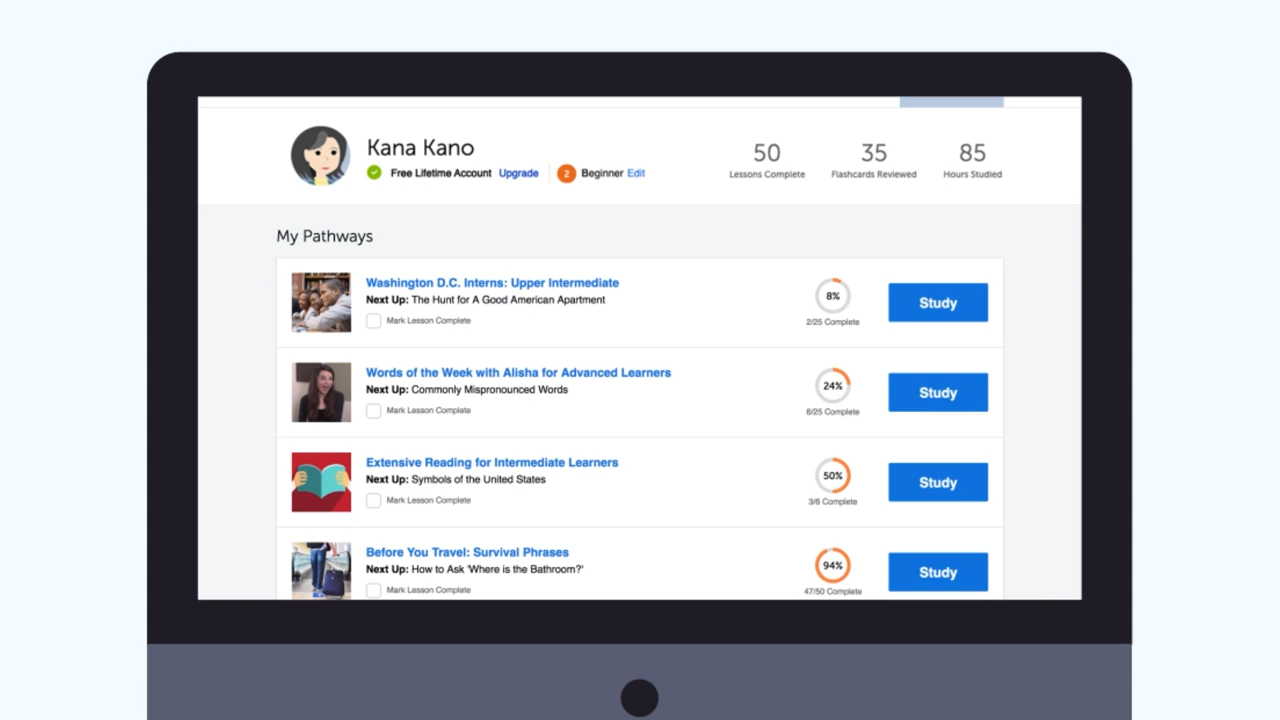 Kana Kano
Free Lifetime Account Upgrade
2 Beginner Edit
50
Lessons Complete
35
Flashcards Reviewed
85
Hours Studied
My Pathways
Washington D.C. Interns: Upper Intermediate
Next Up: The Hunt for A Good American Apartment
Mark Lesson Complete
8%
2/25 Complete
Study
Words of the Week with Alisha for Advanced Learners
Next Up: Commonly Mispronounced Words
Mark Lesson Complete
24%
6/25 Complete
Study
Extensive Reading for Intermediate Learners
Next Up: Symbols of the United States
Mark Lesson Complete
50%
3/6 Complete
Study
Before You Travel: Survival Phrases
Next Up: How to Ask 'Where is the Bathroom?'
Mark Lesson Complete
94%
47/50 Complete
Study